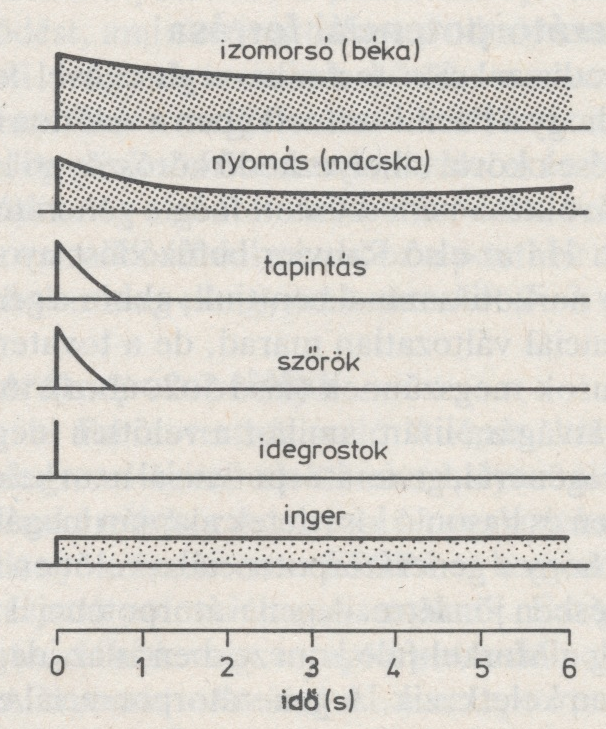 izomorsó (béka)
nyomás (macska)
tapintás
szőrök
idegrostok
inger
0 1 2 3 4 5 6
idő (s)